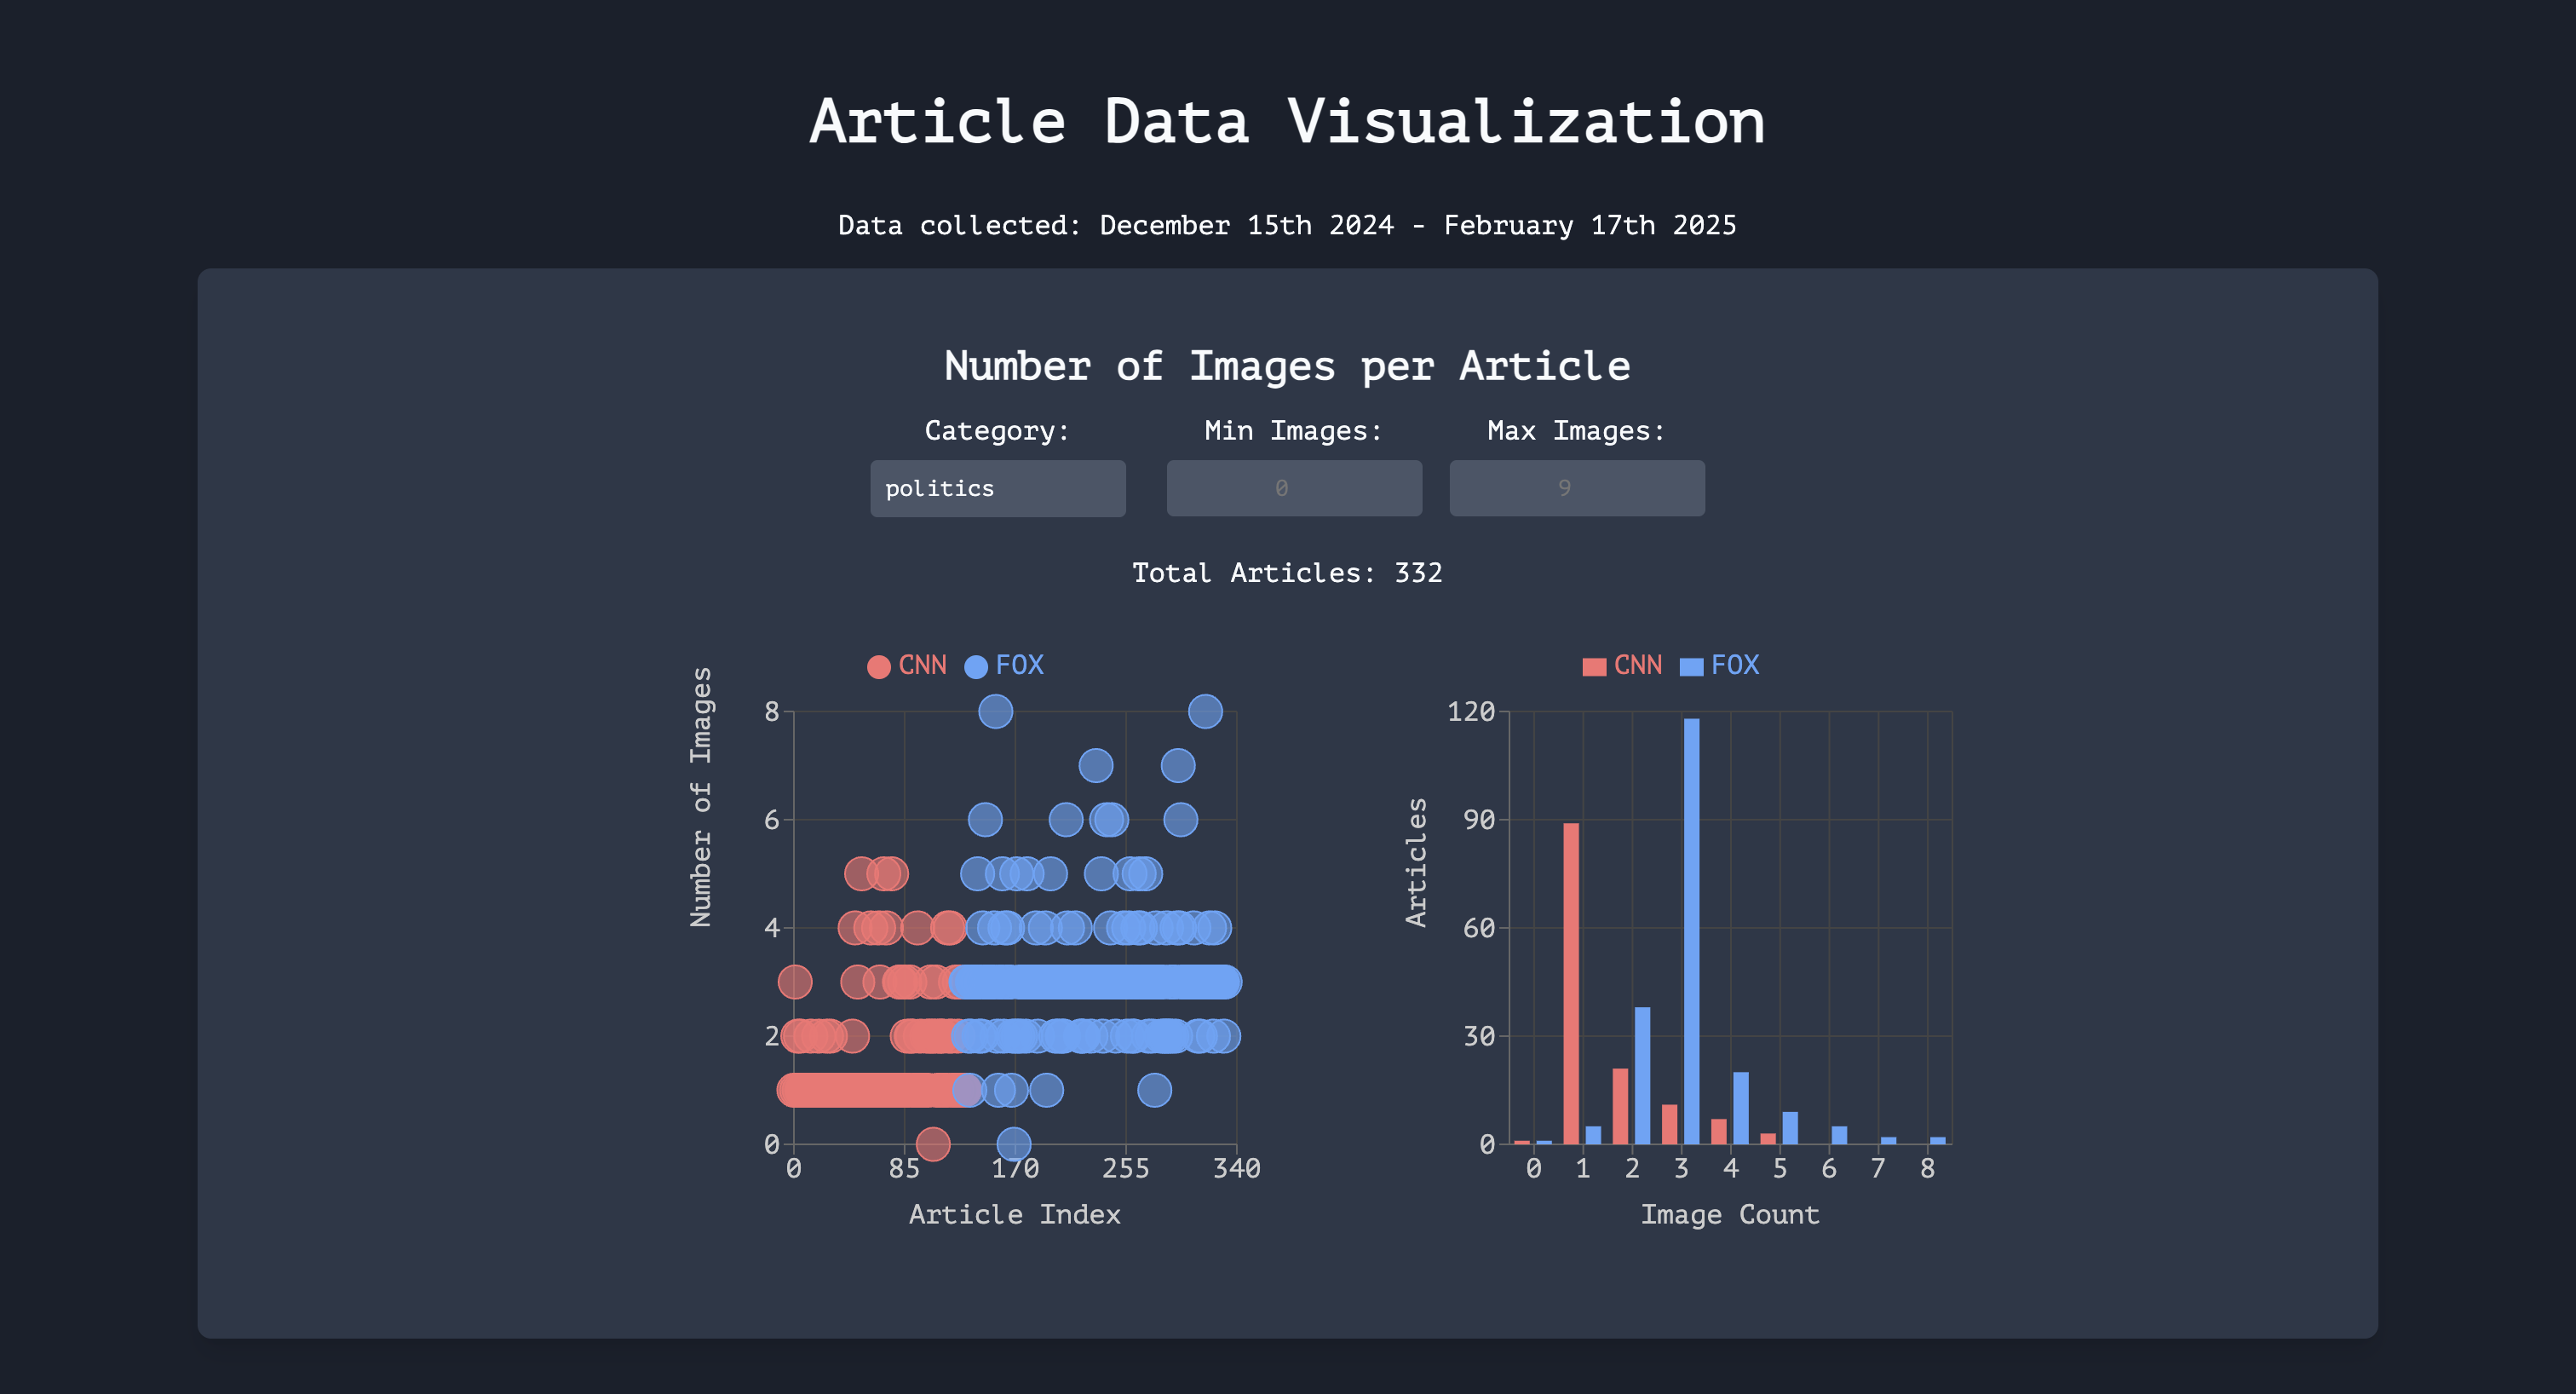 Article Data Visualization
Data collected: December 15th 2024 - February 17th 2025
Number of Images per Article
Category: Min Images: Max Images:
politics 0 9
Total Articles: 332
CNN FOX
Number of Images
8
6
4
2
0
0 85 170 255 340
Article Index
CNN FOX
Articles
120
90
60
30
0
0 1 2 3 4 5 6 7 8
Image Count